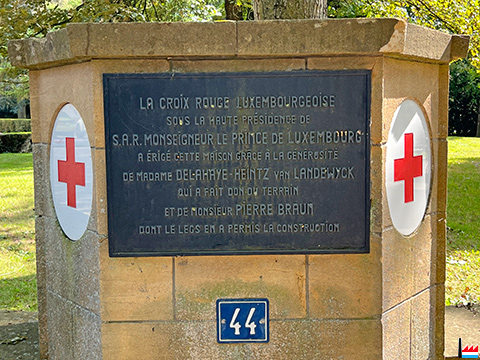 LA CROIX ROUGE LUXEMBOURGEOISE
SOUS LA HAUTE PRÉSIDENCE DE
S.A.R. MONSEIGNEUR LE PRINCE DE LUXEMBOURG
A ÉRIGÉ CETTE MAISON GRÂCE À LA GÉNÉROSITÉ
DE MADAME DELAHAYE-HEINTZ VAN LANDEWYCK
QUI A FAIT DON DU TERRAIN
ET DE MONSIEUR PIERRE BRAUN
DONT LE LEGS EN A PERMIS LA CONSTRUCTION
44